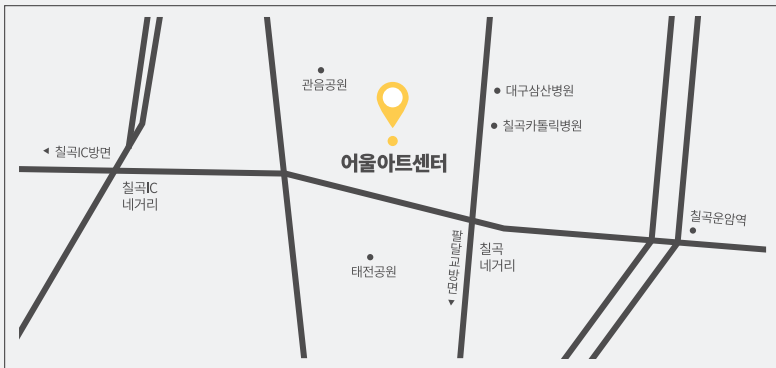 관음공원
대구삼산병원
칠곡카톨릭병원
◀ 칠곡IC방면
어울아트센터
칠곡IC
네거리
칠곡운암역
팔달교방면 ▼
칠곡
네거리
태전공원